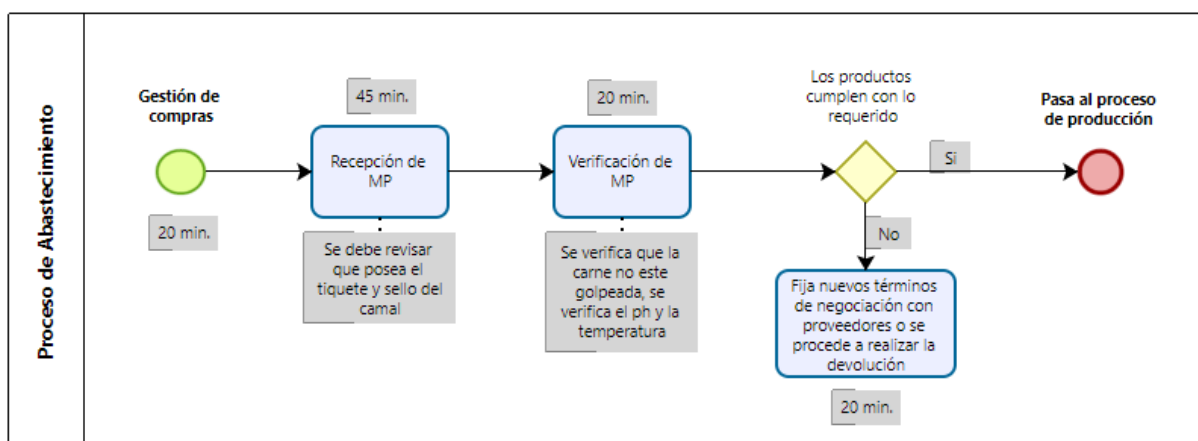 Proceso de Abastecimiento
Gestión de
compras
20 min.
45 min.
Recepción de
MP
Se debe revisar
que posea el
tiquete y sello del
camal
20 min.
Verificación de
MP
Se verifica que la
carne no este
golpeada, se
verifica el ph y la
temperatura
Los productos
cumplen con lo
requerido
Si
No
Fija nuevos términos
de negociación con
proveedores o se
procede a realizar la
devolución
20 min.
Pasa al proceso
de producción